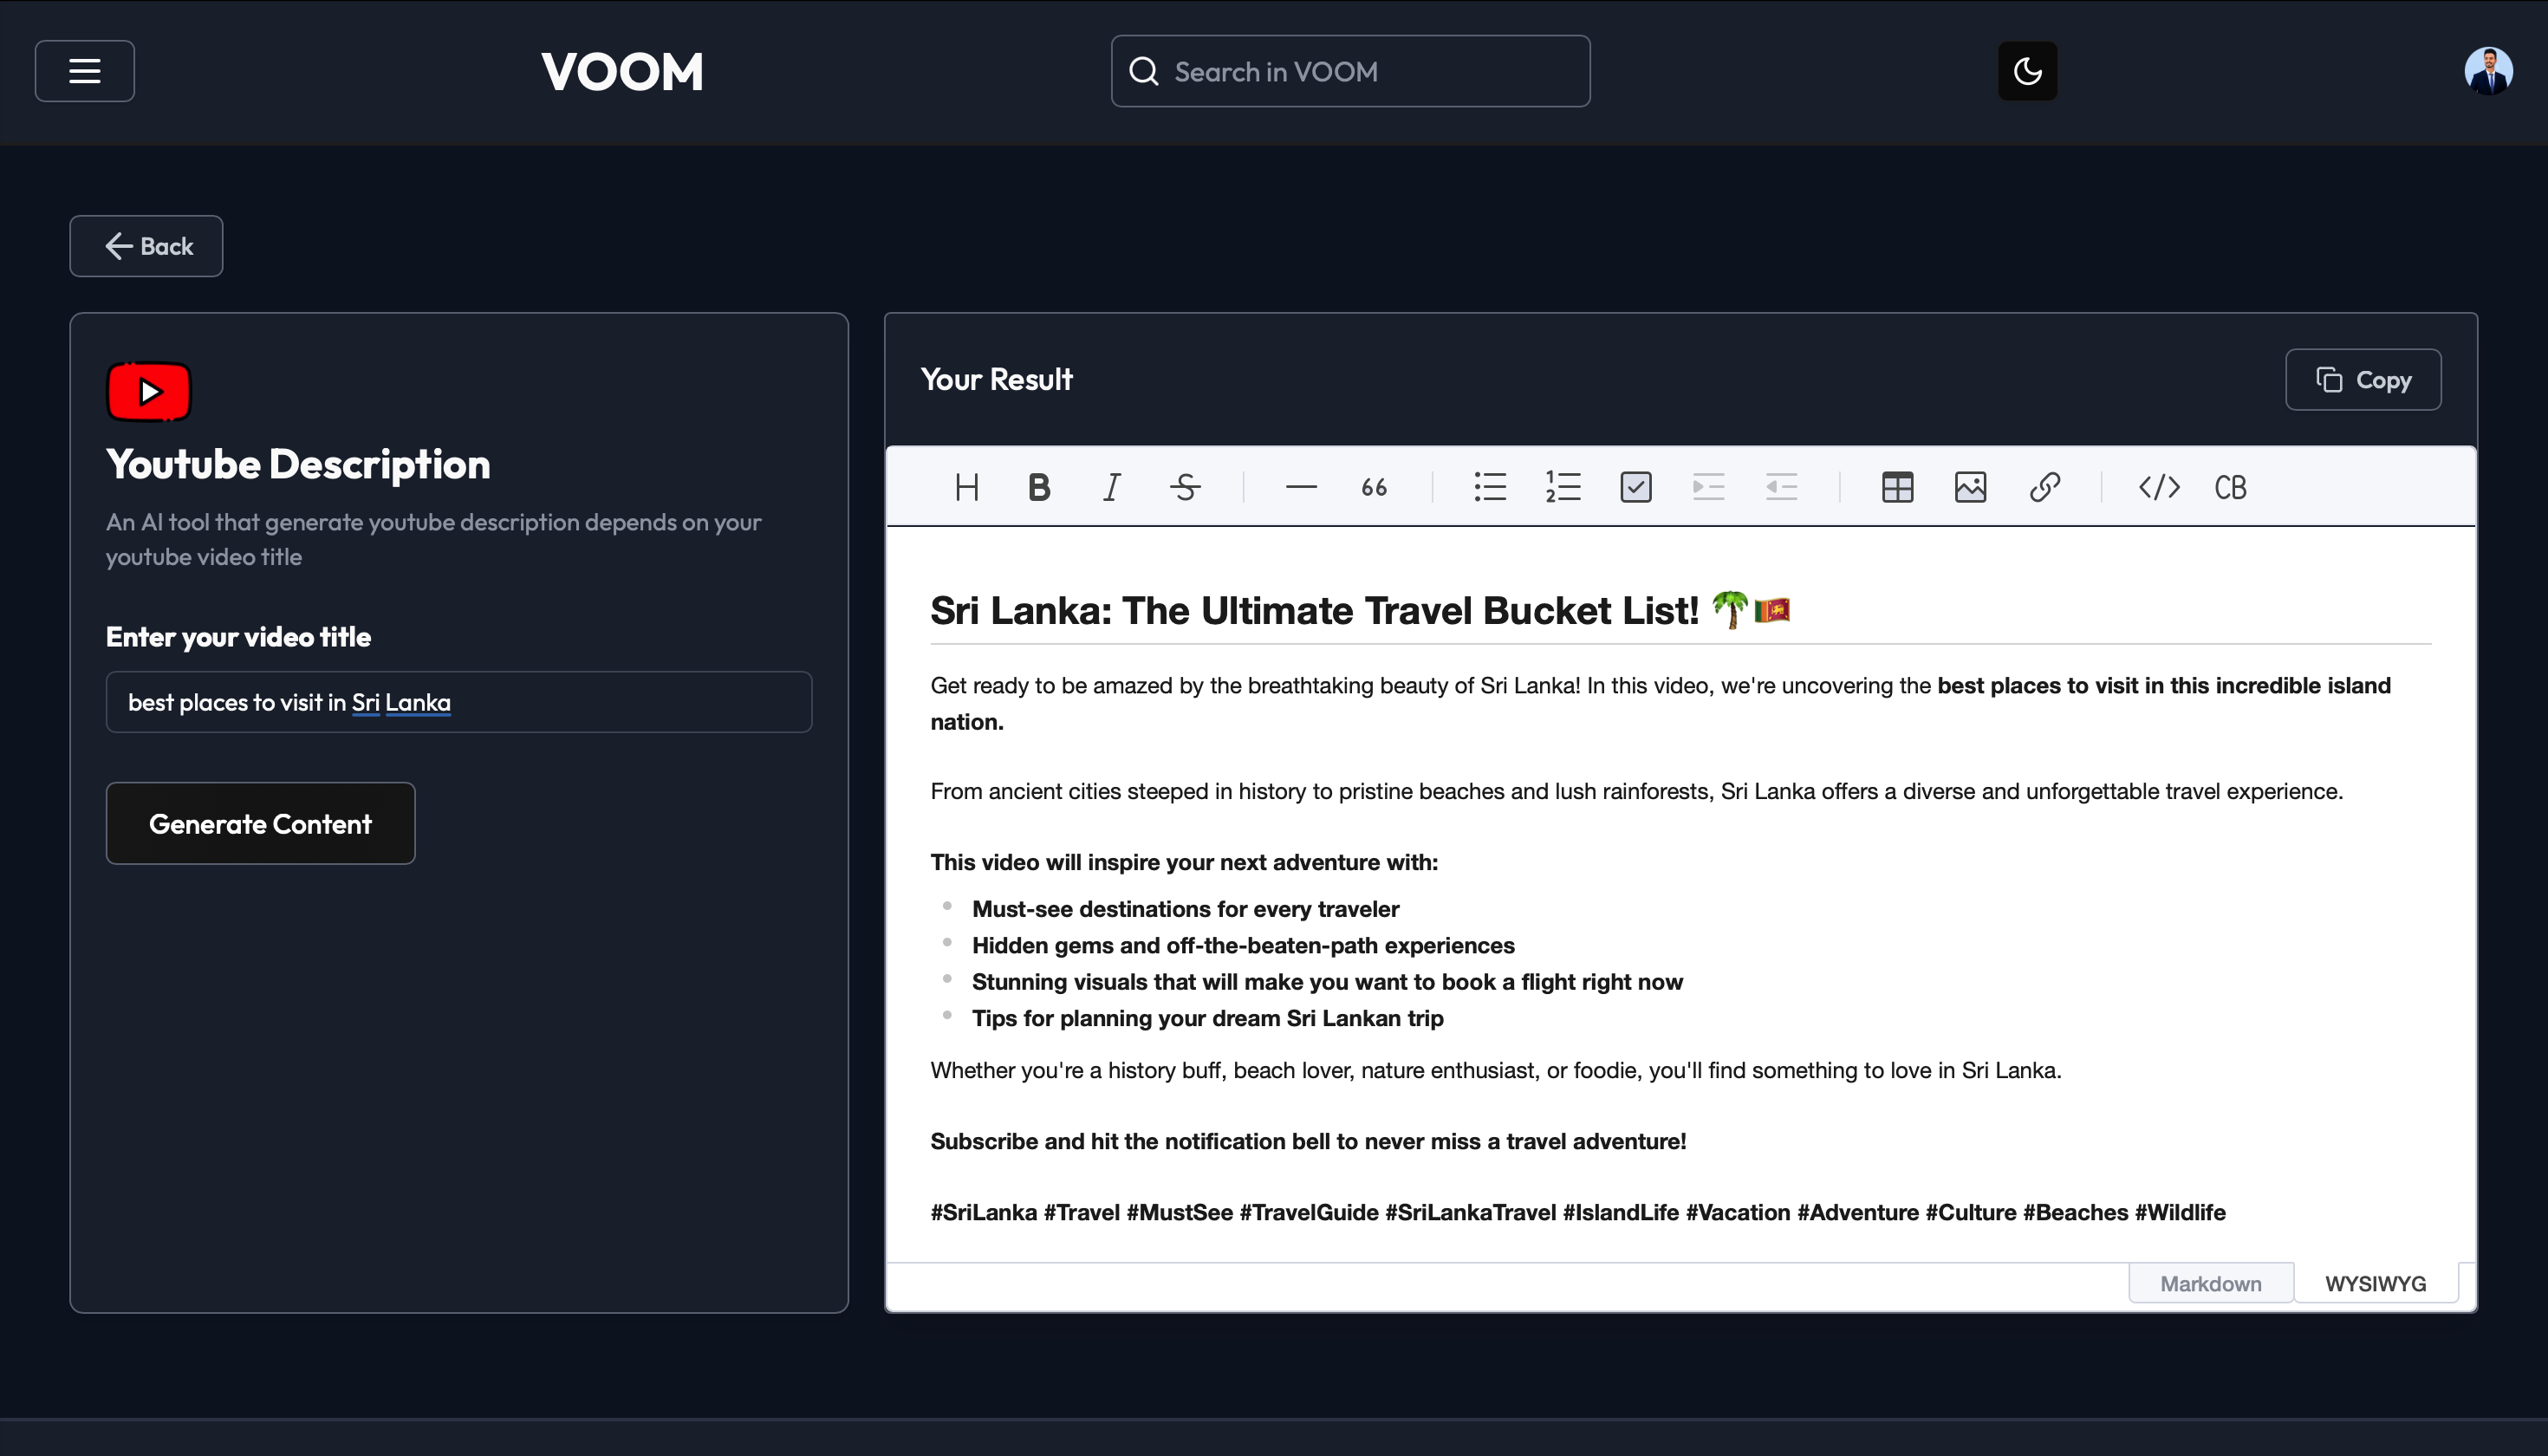 VOOM
Search in VOOM
Back
Youtube Description
An AI tool that generate youtube description depends on your
youtube video title
Enter your video title
best places to visit in Sri Lanka
Generate Content
Your Result
Copy
H B I S 66 CB
Sri Lanka: The Ultimate Travel Bucket List! 🌴🇱🇰
Get ready to be amazed by the breathtaking beauty of Sri Lanka! In this video, we're uncovering the best places to visit in this incredible island
nation.
From ancient cities steeped in history to pristine beaches and lush rainforests, Sri Lanka offers a diverse and unforgettable travel experience.
This video will inspire your next adventure with:
Must-see destinations for every traveler
Hidden gems and off-the-beaten-path experiences
Stunning visuals that will make you want to book a flight right now
Tips for planning your dream Sri Lankan trip
Whether you're a history buff, beach lover, nature enthusiast, or foodie, you'll find something to love in Sri Lanka.
Subscribe and hit the notification bell to never miss a travel adventure!
#SriLanka #Travel #MustSee #TravelGuide #SriLankaTravel #IslandLife #Vacation #Adventure #Culture #Beaches #Wildlife
Markdown WYSIWYG